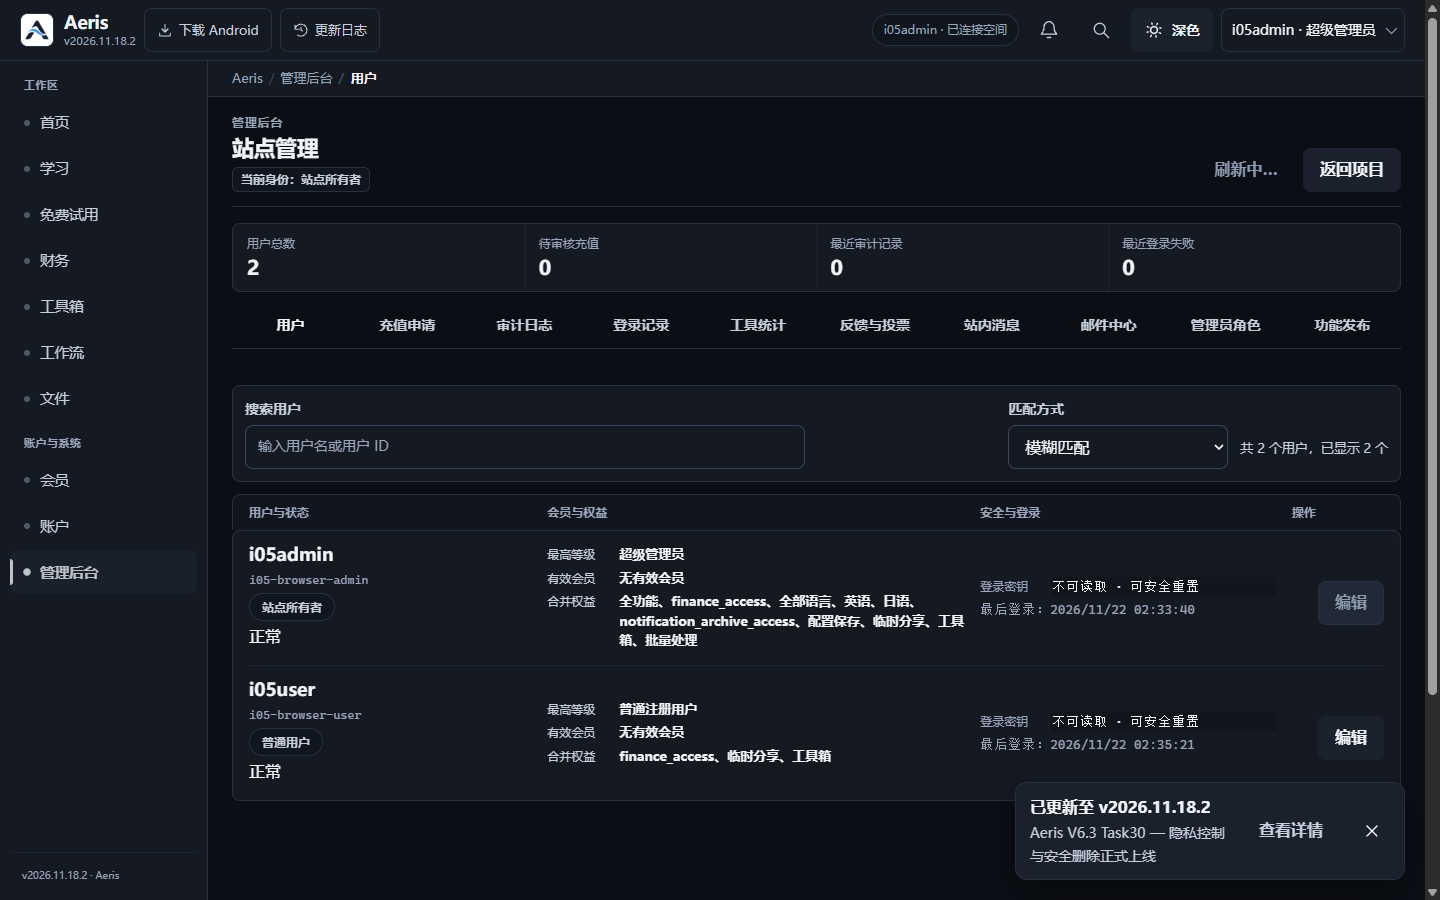 Aeris
v2026.11.18.2
下载 Android
更新日志
i05admin · 已连接空间
深色
i05admin · 超级管理员
工作区
首页
学习
免费试用
财务
工具箱
工作流
文件
账户与系统
会员
账户
管理后台
v2026.11.18.2 · Aeris
Aeris / 管理后台 / 用户
管理后台
站点管理
当前身份：站点所有者
刷新中...
返回项目
用户总数
2
待审核充值
0
最近审计记录
0
最近登录失败
0
用户
充值申请
审计日志
登录记录
工具统计
反馈与投票
站内消息
邮件中心
管理员角色
功能发布
搜索用户
输入用户名或用户 ID
匹配方式
模糊匹配
共 2 个用户，已显示 2 个
用户与状态
会员与权益
安全与登录
操作
i05admin
i05-browser-admin
站点所有者
正常
最高等级 超级管理员
有效会员 无有效会员
合并权益 全功能、finance_access、全部语言、英语、日语、
notification_archive_access、配置保存、临时分享、工具
箱、批量处理
登录密钥 不可读取 · 可安全重置
最后登录: 2026/11/22 02:33:40
编辑
i05user
i05-browser-user
普通用户
正常
最高等级 普通注册用户
有效会员 无有效会员
合并权益 finance_access、临时分享、工具箱
登录密钥 不可读取 · 可安全重置
最后登录: 2026/11/22 02:35:21
编辑
已更新至 v2026.11.18.2
Aeris V6.3 Task30 — 隐私控制
与安全删除正式上线
查看详情